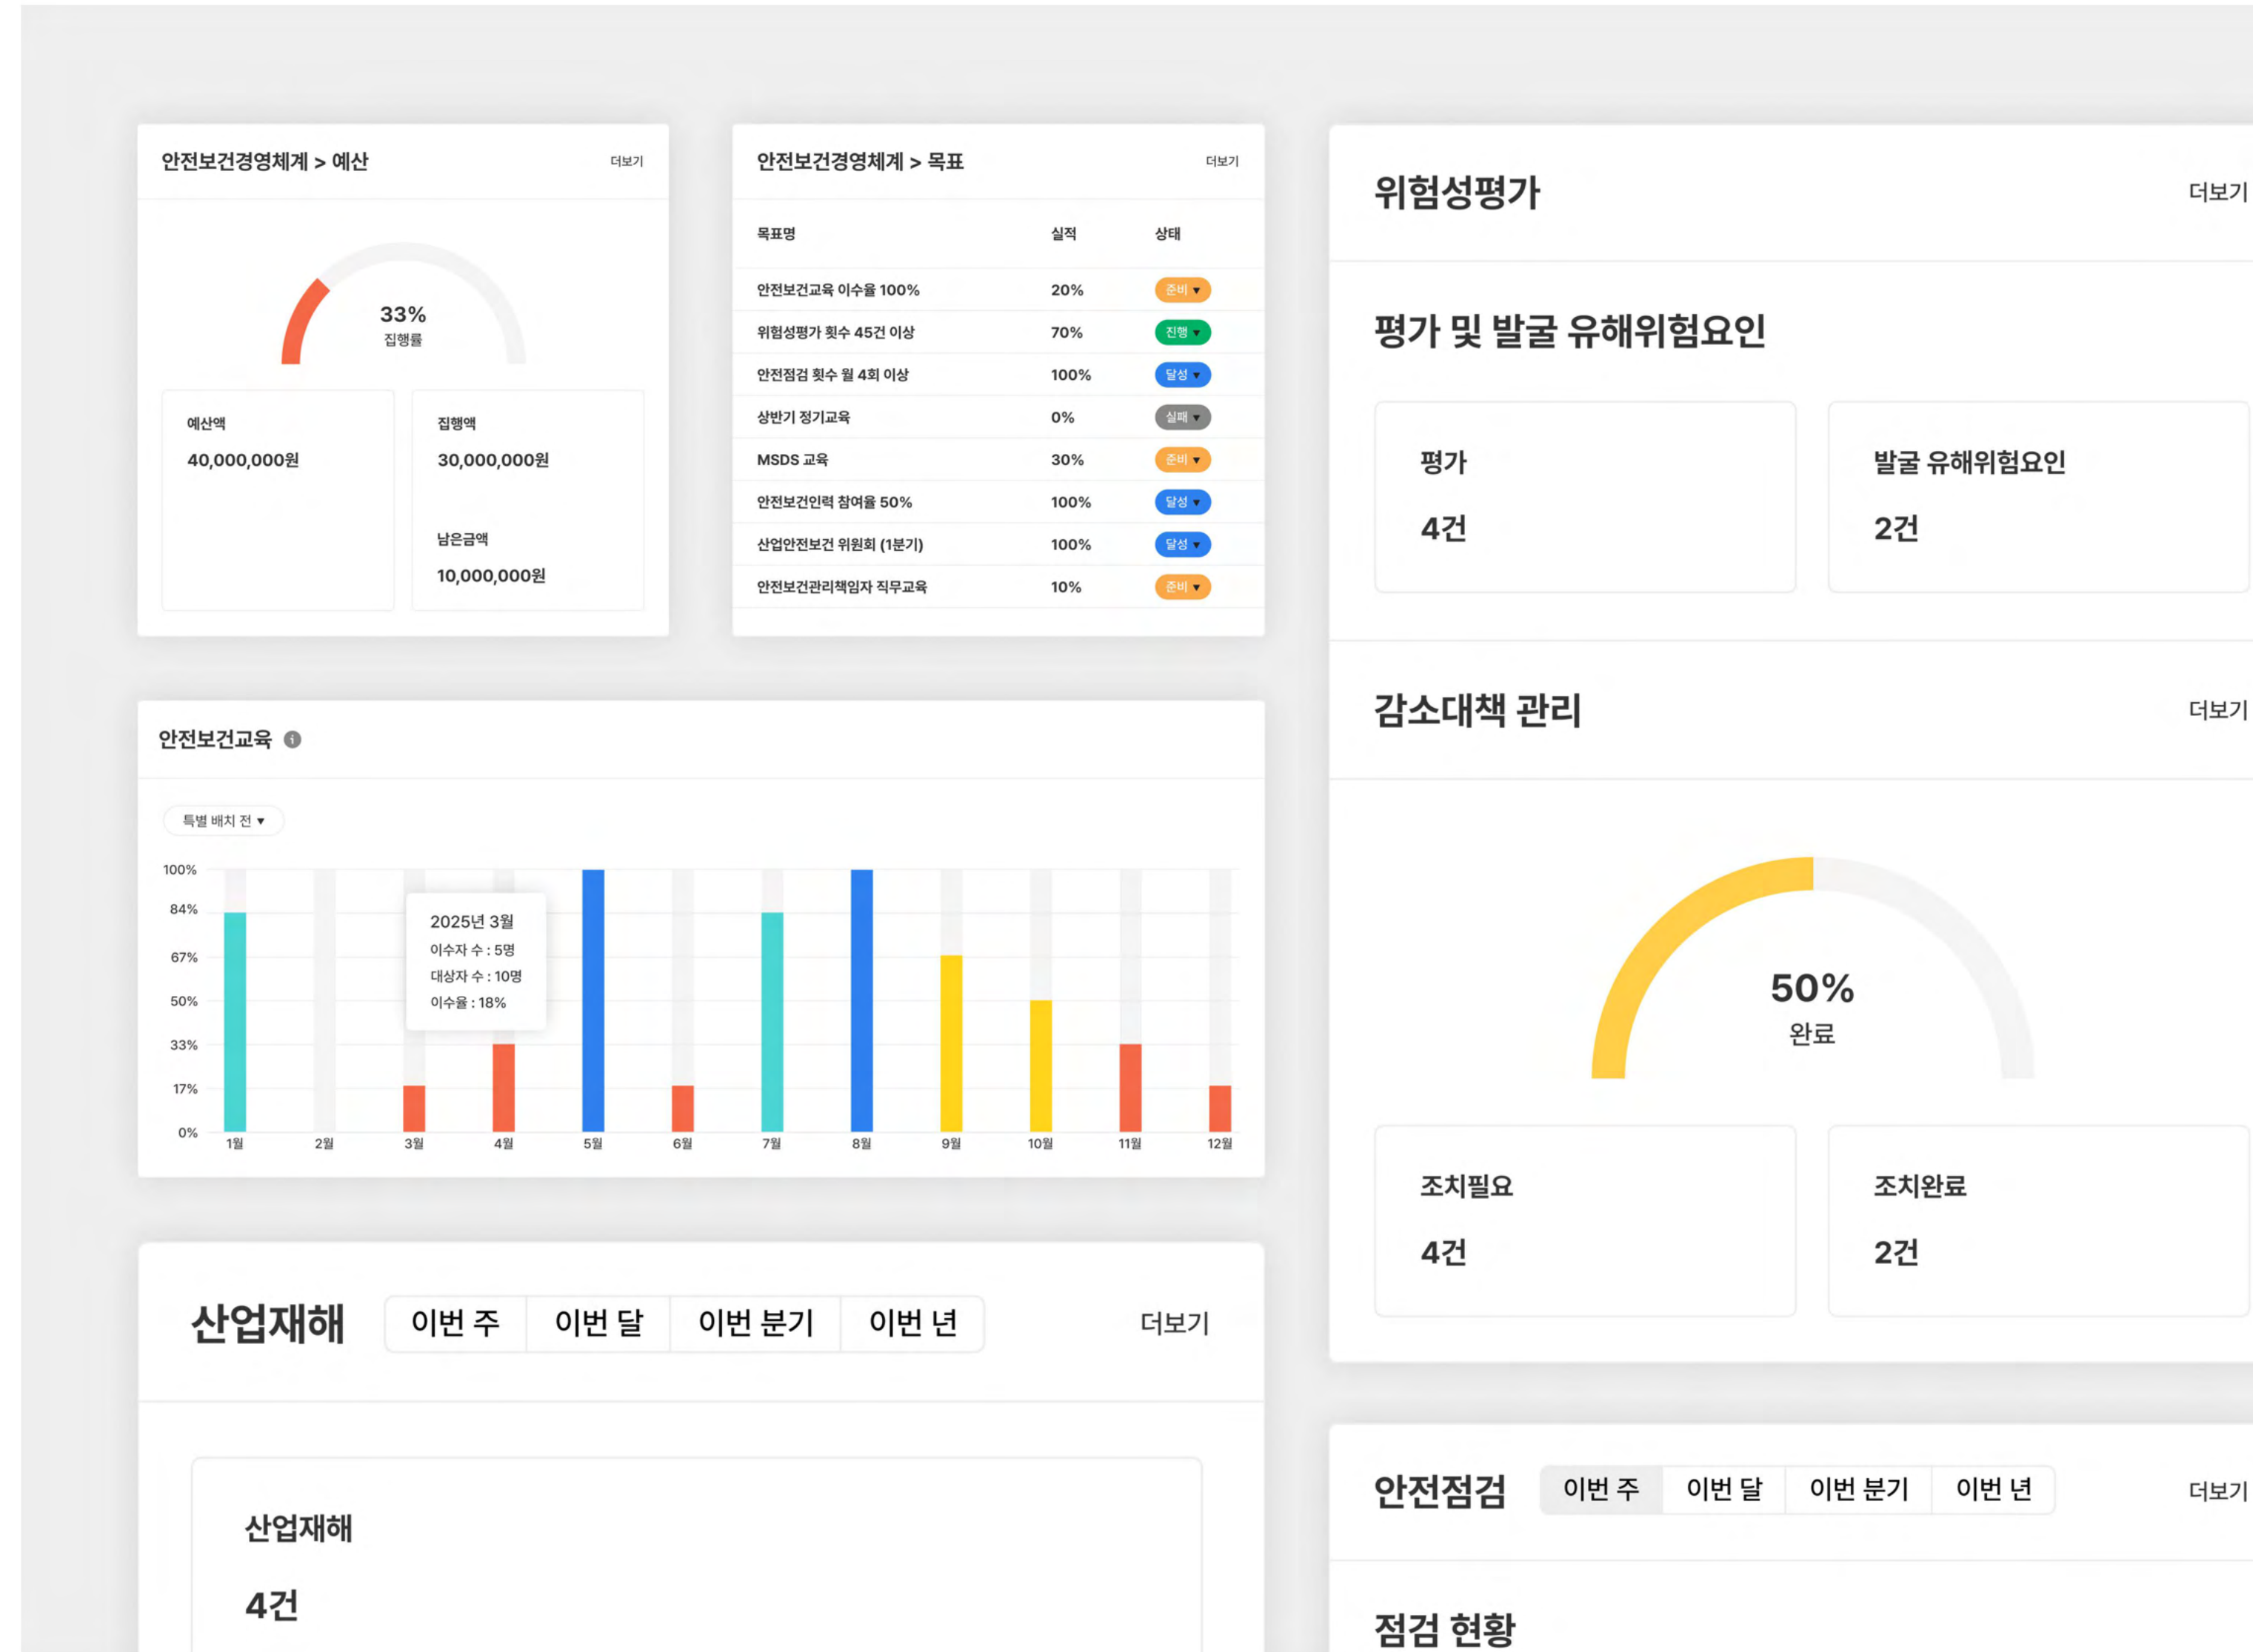 안전보건경영체계 > 예산
더보기
33%
집행률
예산액
40,000,000원
집행액
30,000,000원
남은금액
10,000,000원
안전보건경영체계 > 목표
더보기
목표명 실적 상태
안전보건교육 이수율 100% 20% 준비 ▼
위험성평가 횟수 45건 이상 70% 진행 ▼
안전점검 횟수 월 4회 이상 100% 달성 ▼
상반기 정기교육 0% 실패 ▼
MSDS 교육 30% 준비 ▼
안전보건인력 참여율 50% 100% 달성 ▼
산업안전보건 위원회 (1분기) 100% 달성 ▼
안전보건관리책임자 직무교육 10% 준비 ▼
안전보건교육
특별 배치 전 ▼
100%
84%
67%
50%
33%
17%
0%
2025년 3월
이수자 수 : 5명
대상자 수 : 10명
이수율 : 18%
1월 2월 3월 4월 5월 6월 7월 8월 9월 10월 11월 12월
산업재해 이번 주 이번 달 이번 분기 이번 년 더보기
산업재해
4건
위험성평가 더보기
평가 및 발굴 유해위험요인
평가
4건
발굴 유해위험요인
2건
감소대책 관리 더보기
50%
완료
조치필요
4건
조치완료
2건
안전점검 이번 주 이번 달 이번 분기 이번 년 더보기
점검 현황